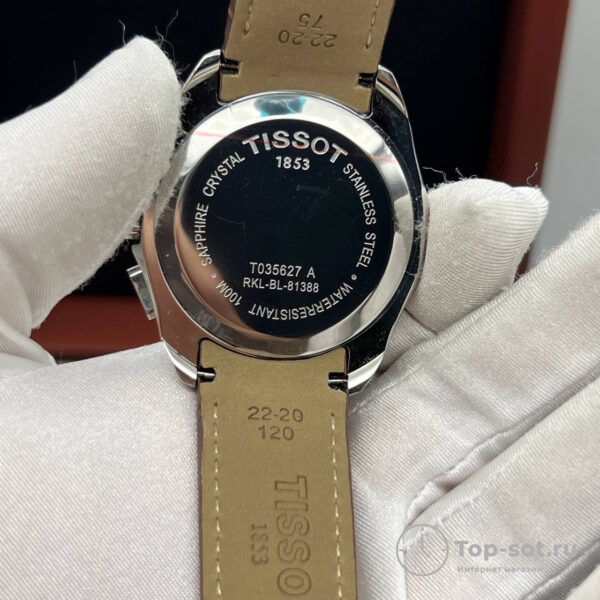 22-20
75
TISSOT
1853
SAPPHIRE CRYSTAL
STAINLESS STEEL • WATERRESISTANT 100M •
T035627 A
RKL-BL-81388
22-20
120
TISSO
1853
Top-sot.ru
Интернет магазин